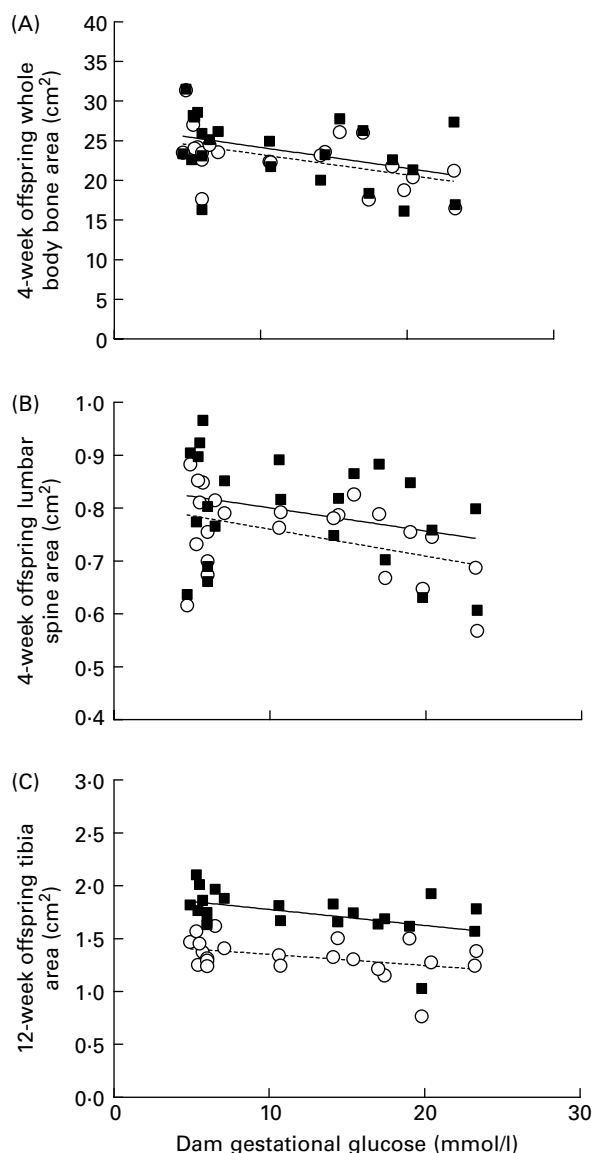 (A)
4-week offspring whole
body bone area (cm²)
40
35
30
25
20
15
10
5
0
(B)
4-week offspring lumbar
spine area (cm²)
1·0
0·9
0·8
0·7
0·6
0·5
0·4
(C)
12-week offspring tibia
area (cm²)
3·0
2·5
2·0
1·5
1·0
0·5
0·0
0
10
20
30
Dam gestational glucose (mmol/l)